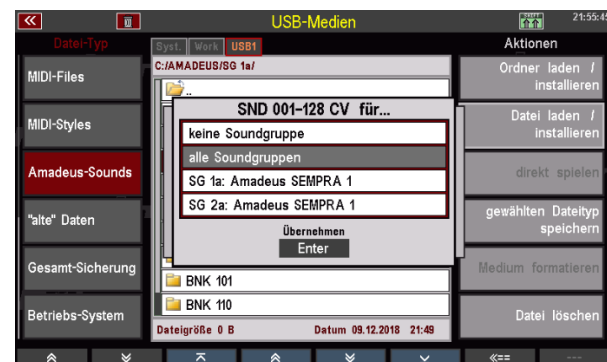 USB-Medien
21:55:45
Datei-Typ
Syst. Work USB1
Aktionen
C:/AMADEUS/SG 1a/
MIDI-Files
..
Ordner laden /
installieren
SND 001-128 CV für...
keine Soundgruppe
alle Soundgruppen
SG 1a: Amadeus SEMPRA 1
SG 2a: Amadeus SEMPRA 1
Übernehmen
Enter
MIDI-Styles
Datei laden /
installieren
Amadeus-Sounds
direkt spielen
"alte" Daten
gewählten Dateityp
speichern
Gesamt-Sicherung
BNK 101
Medium formatieren
BNK 110
Betriebs-System
Dateigröße 0 B Datum 09.12.2018 21:49
Datei löschen
«==
---